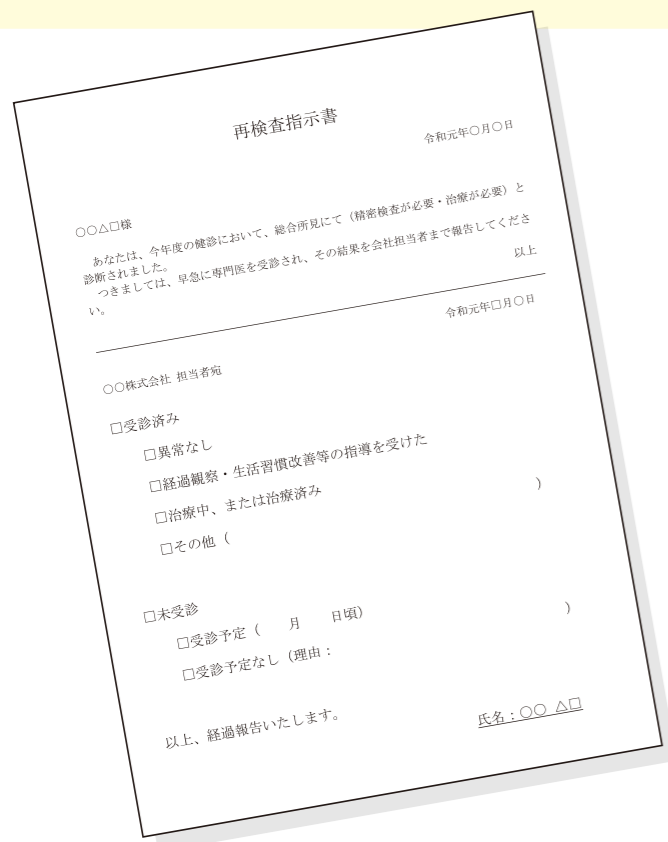 再検査指示書
令和元年○月○日
○○△□様
あなたは、今年度の健診において、総合所見にて（精密検査が必要・治療が必要）と
診断されました。
つきましては、早急に専門医を受診され、その結果を会社担当者まで報告してくださ
い。
以上
令和元年□月○日
○○株式会社 担当者宛
□受診済み
□異常なし
□経過観察・生活習慣改善等の指導を受けた
□治療中、または治療済み
□その他（　　　　　　　　　　　　　　　　　　　　）
□未受診
□受診予定（　　月　　日頃）
□受診予定なし（理由：　　　　　　　　　　　　　　）
以上、経過報告いたします。
氏名：○○ △□